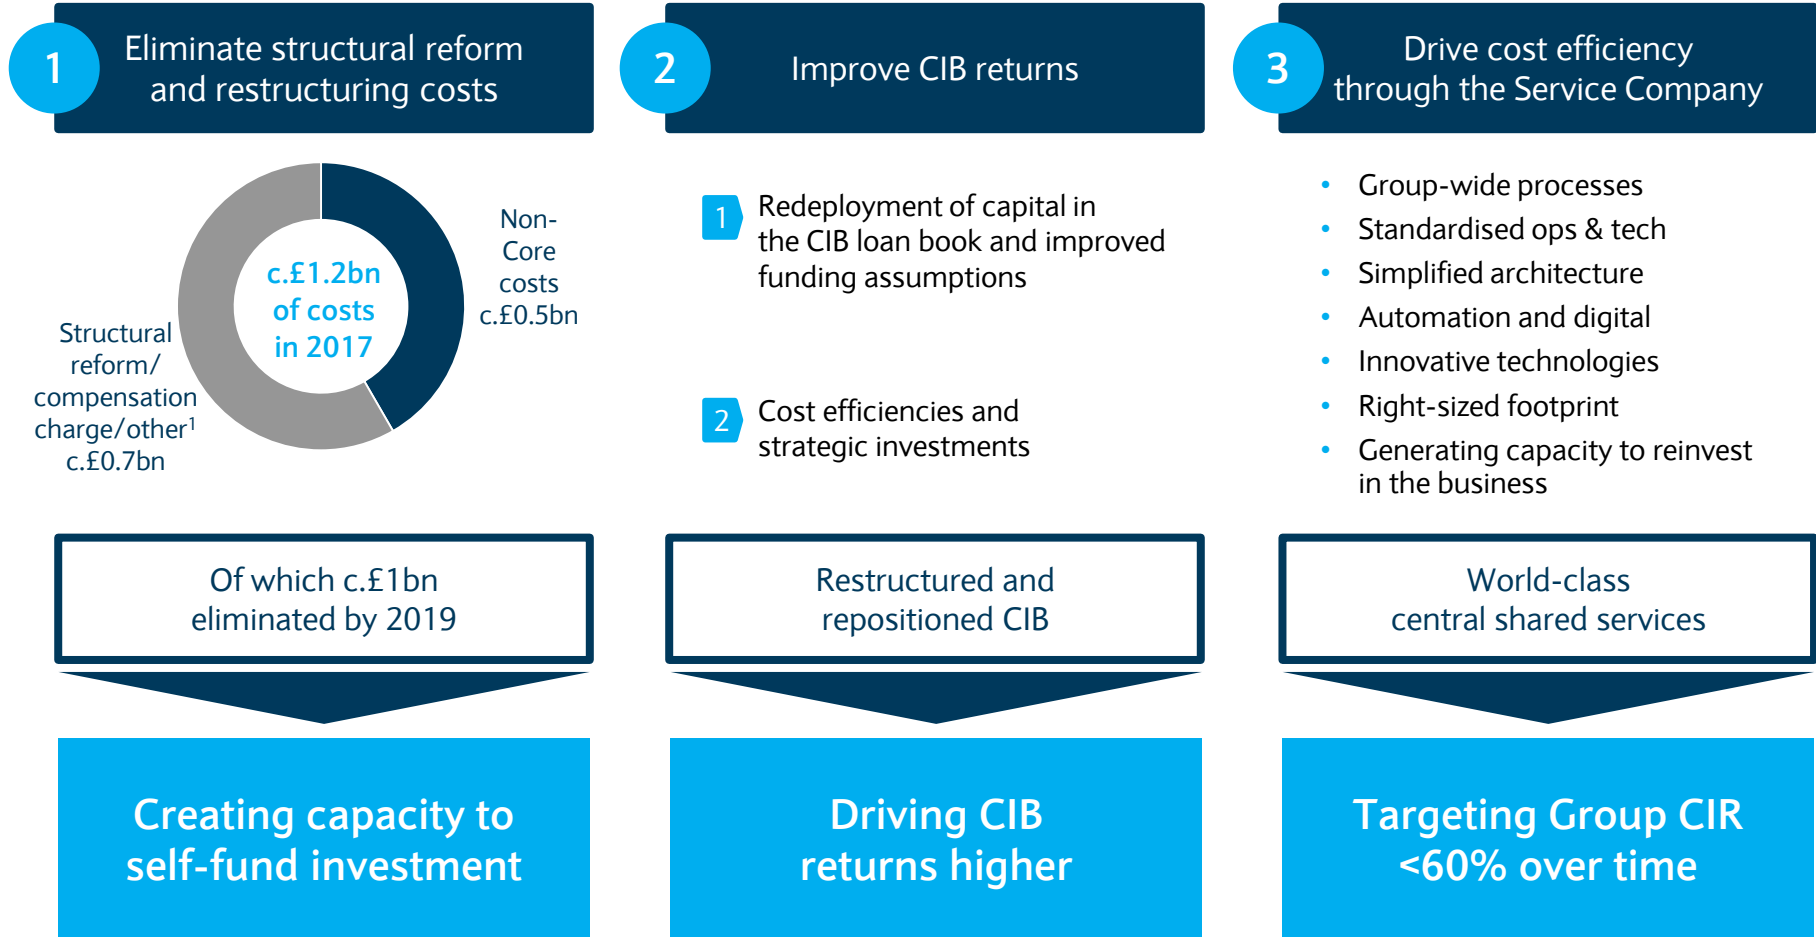 1
Eliminate structural reform
and restructuring costs
Non-
Core
costs
c.£0.5bn
c.£1.2bn
of costs
in 2017
Structural
reform/
compensation
charge/other¹
c.£0.7bn
Of which c.£1bn
eliminated by 2019
Creating capacity to
self-fund investment
2
Improve CIB returns
1
Redeployment of capital in
the CIB loan book and improved
funding assumptions
2
Cost efficiencies and
strategic investments
Restructured and
repositioned CIB
Driving CIB
returns higher
3
Drive cost efficiency
through the Service Company
• Group-wide processes
• Standardised ops & tech
• Simplified architecture
• Automation and digital
• Innovative technologies
• Right-sized footprint
• Generating capacity to reinvest
in the business
World-class
central shared services
Targeting Group CIR
<60% over time